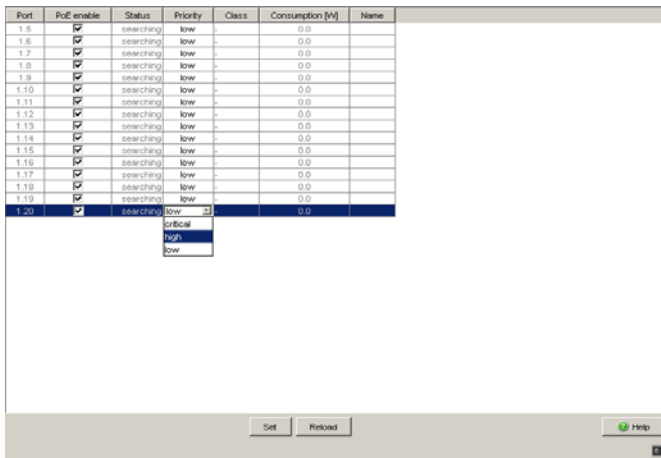 Port PoE enable Status Priority Class Consumption [W] Name
1.5 searching low - 0.0
1.6 searching low - 0.0
1.7 searching low - 0.0
1.8 searching low - 0.0
1.9 searching low - 0.0
1.10 searching low - 0.0
1.11 searching low - 0.0
1.12 searching low - 0.0
1.13 searching low - 0.0
1.14 searching low - 0.0
1.15 searching low - 0.0
1.16 searching low - 0.0
1.17 searching low - 0.0
1.18 searching low - 0.0
1.19 searching low - 0.0
1.20 searching low - 0.0
critical
high
low
Set Reload Help